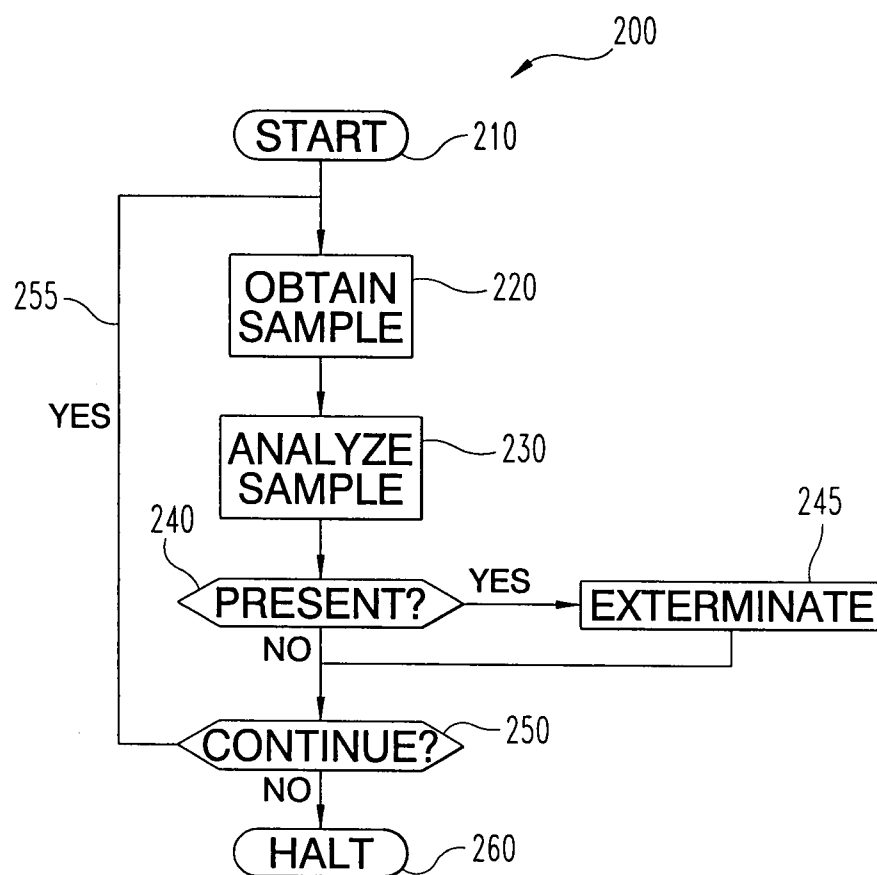 200
START
210
OBTAIN
SAMPLE
220
255
YES
ANALYZE
SAMPLE
230
240
245
PRESENT?
YES
EXTERMINATE
NO
CONTINUE?
250
NO
HALT
260